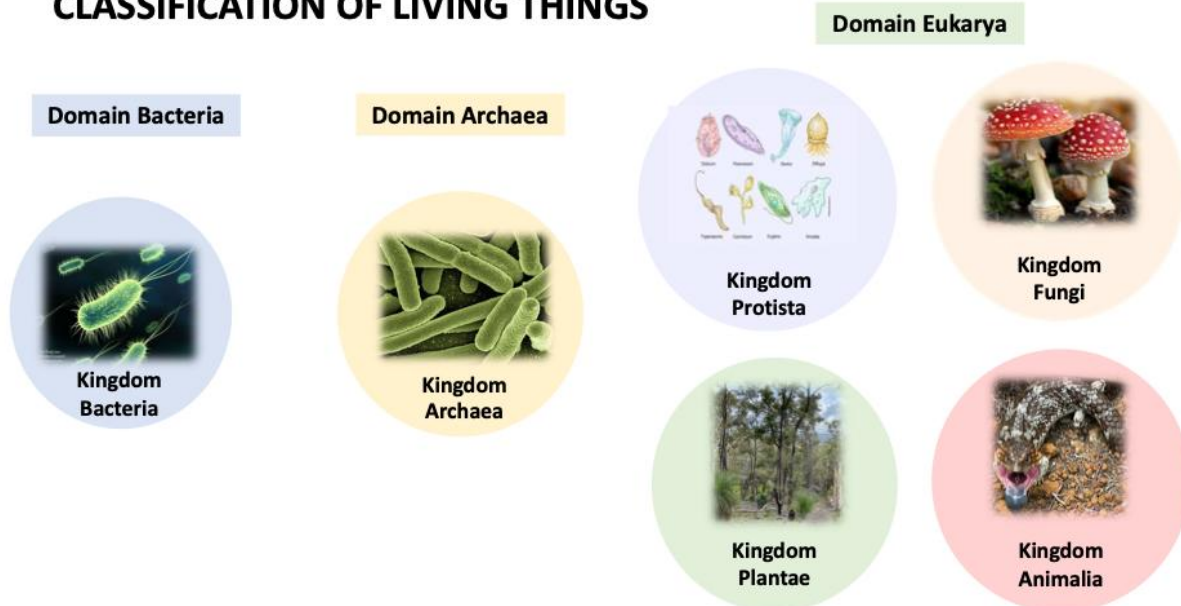 CLASSIFICATION OF LIVING THINGS
Domain Eukarya
Domain Bacteria
Domain Archaea
Kingdom
Protista
Kingdom
Fungi
Kingdom
Bacteria
Kingdom
Archaea
Kingdom
Plantae
Kingdom
Animalia